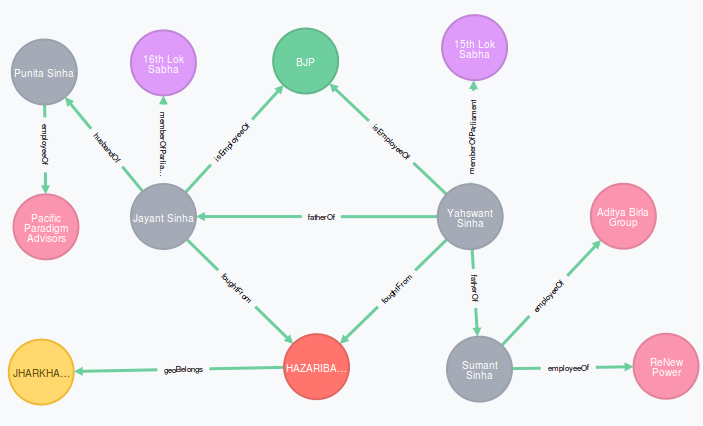 Punita Sinha
16th Lok
Sabha
BJP
15th Lok
Sabha
employeeOf
husbandOf
memberOfParlia...
isEmployeeOf
isEmployeeOf
memberOfParliament
Pacific
Paradigm
Advisors
Jayant Sinha
fatherOf
Yahswant
Sinha
Aditya Birla
Group
foughtFrom
foughtFrom
fatherOf
employeeOf
JHARKHA...
geoBelongs
HAZARIBA...
Sumant
Sinha
employeeOf
ReNew
Power